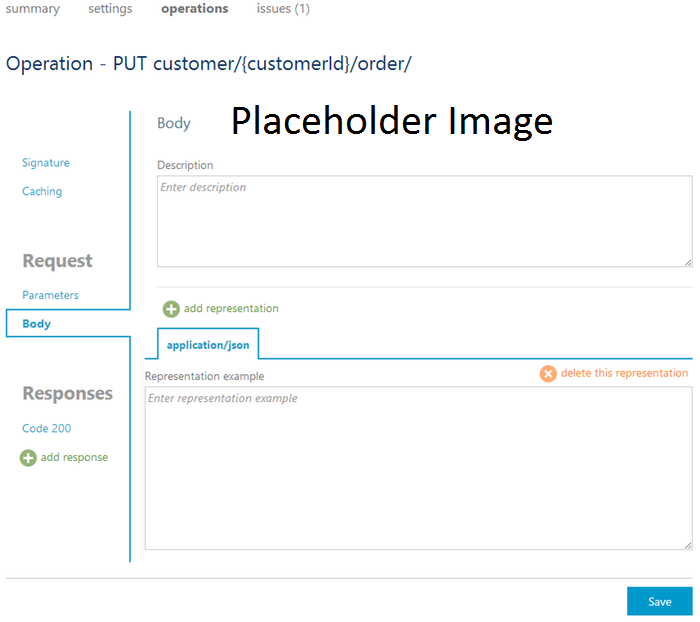 summary settings operations issues (1)
Operation - PUT customer/{customerId}/order/
Body Placeholder Image
Signature
Caching
Request
Parameters
Body
Responses
Code 200
add response
Description
Enter description
add representation
application/json
delete this representation
Representation example
Enter representation example
Save